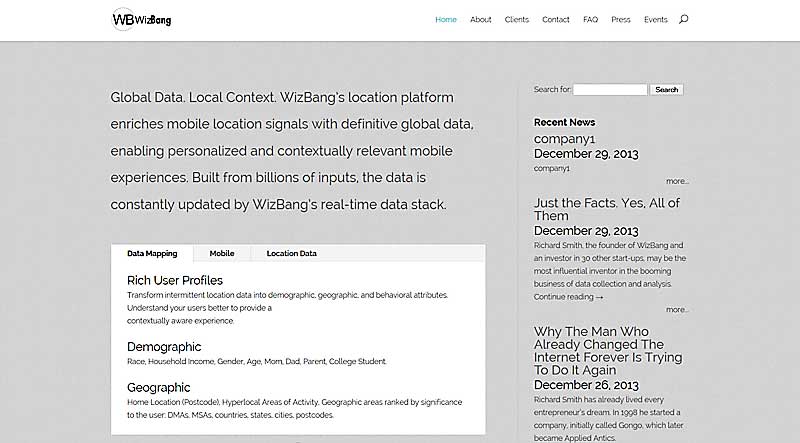 WB WizBang
Home About Clients Contact FAQ Press Events
Global Data. Local Context. WizBang's location platform
enriches mobile location signals with definitive global data,
enabling personalized and contextually relevant mobile
experiences. Built from billions of inputs, the data is
constantly updated by WizBang's real-time data stack.
Data Mapping Mobile Location Data
Rich User Profiles
Transform intermittent location data into demographic, geographic, and behavioral attributes.
Understand your users better to provide a
contextually aware experience.
Demographic
Race, Household Income, Gender, Age, Mom, Dad, Parent, College Student.
Geographic
Home Location (Postcode), Hyperlocal Areas of Activity, Geographic areas ranked by significance
to the user: DMAs, MSAs, countries, states, cities, postcodes.
Search for: Search
Recent News
company1
December 29, 2013
company1
more...
Just the Facts. Yes, All of
Them
December 29, 2013
Richard Smith, the founder of WizBang and
an investor in 30 other start-ups, may be the
most influential inventor in the booming
business of data collection and analysis.
Continue reading →
more...
Why The Man Who
Already Changed The
Internet Forever Is Trying
To Do It Again
December 26, 2013
Richard Smith has already lived every
entrepreneur's dream. In 1998 he started a
company, initially called Gongo, which later
became Applied Antics.